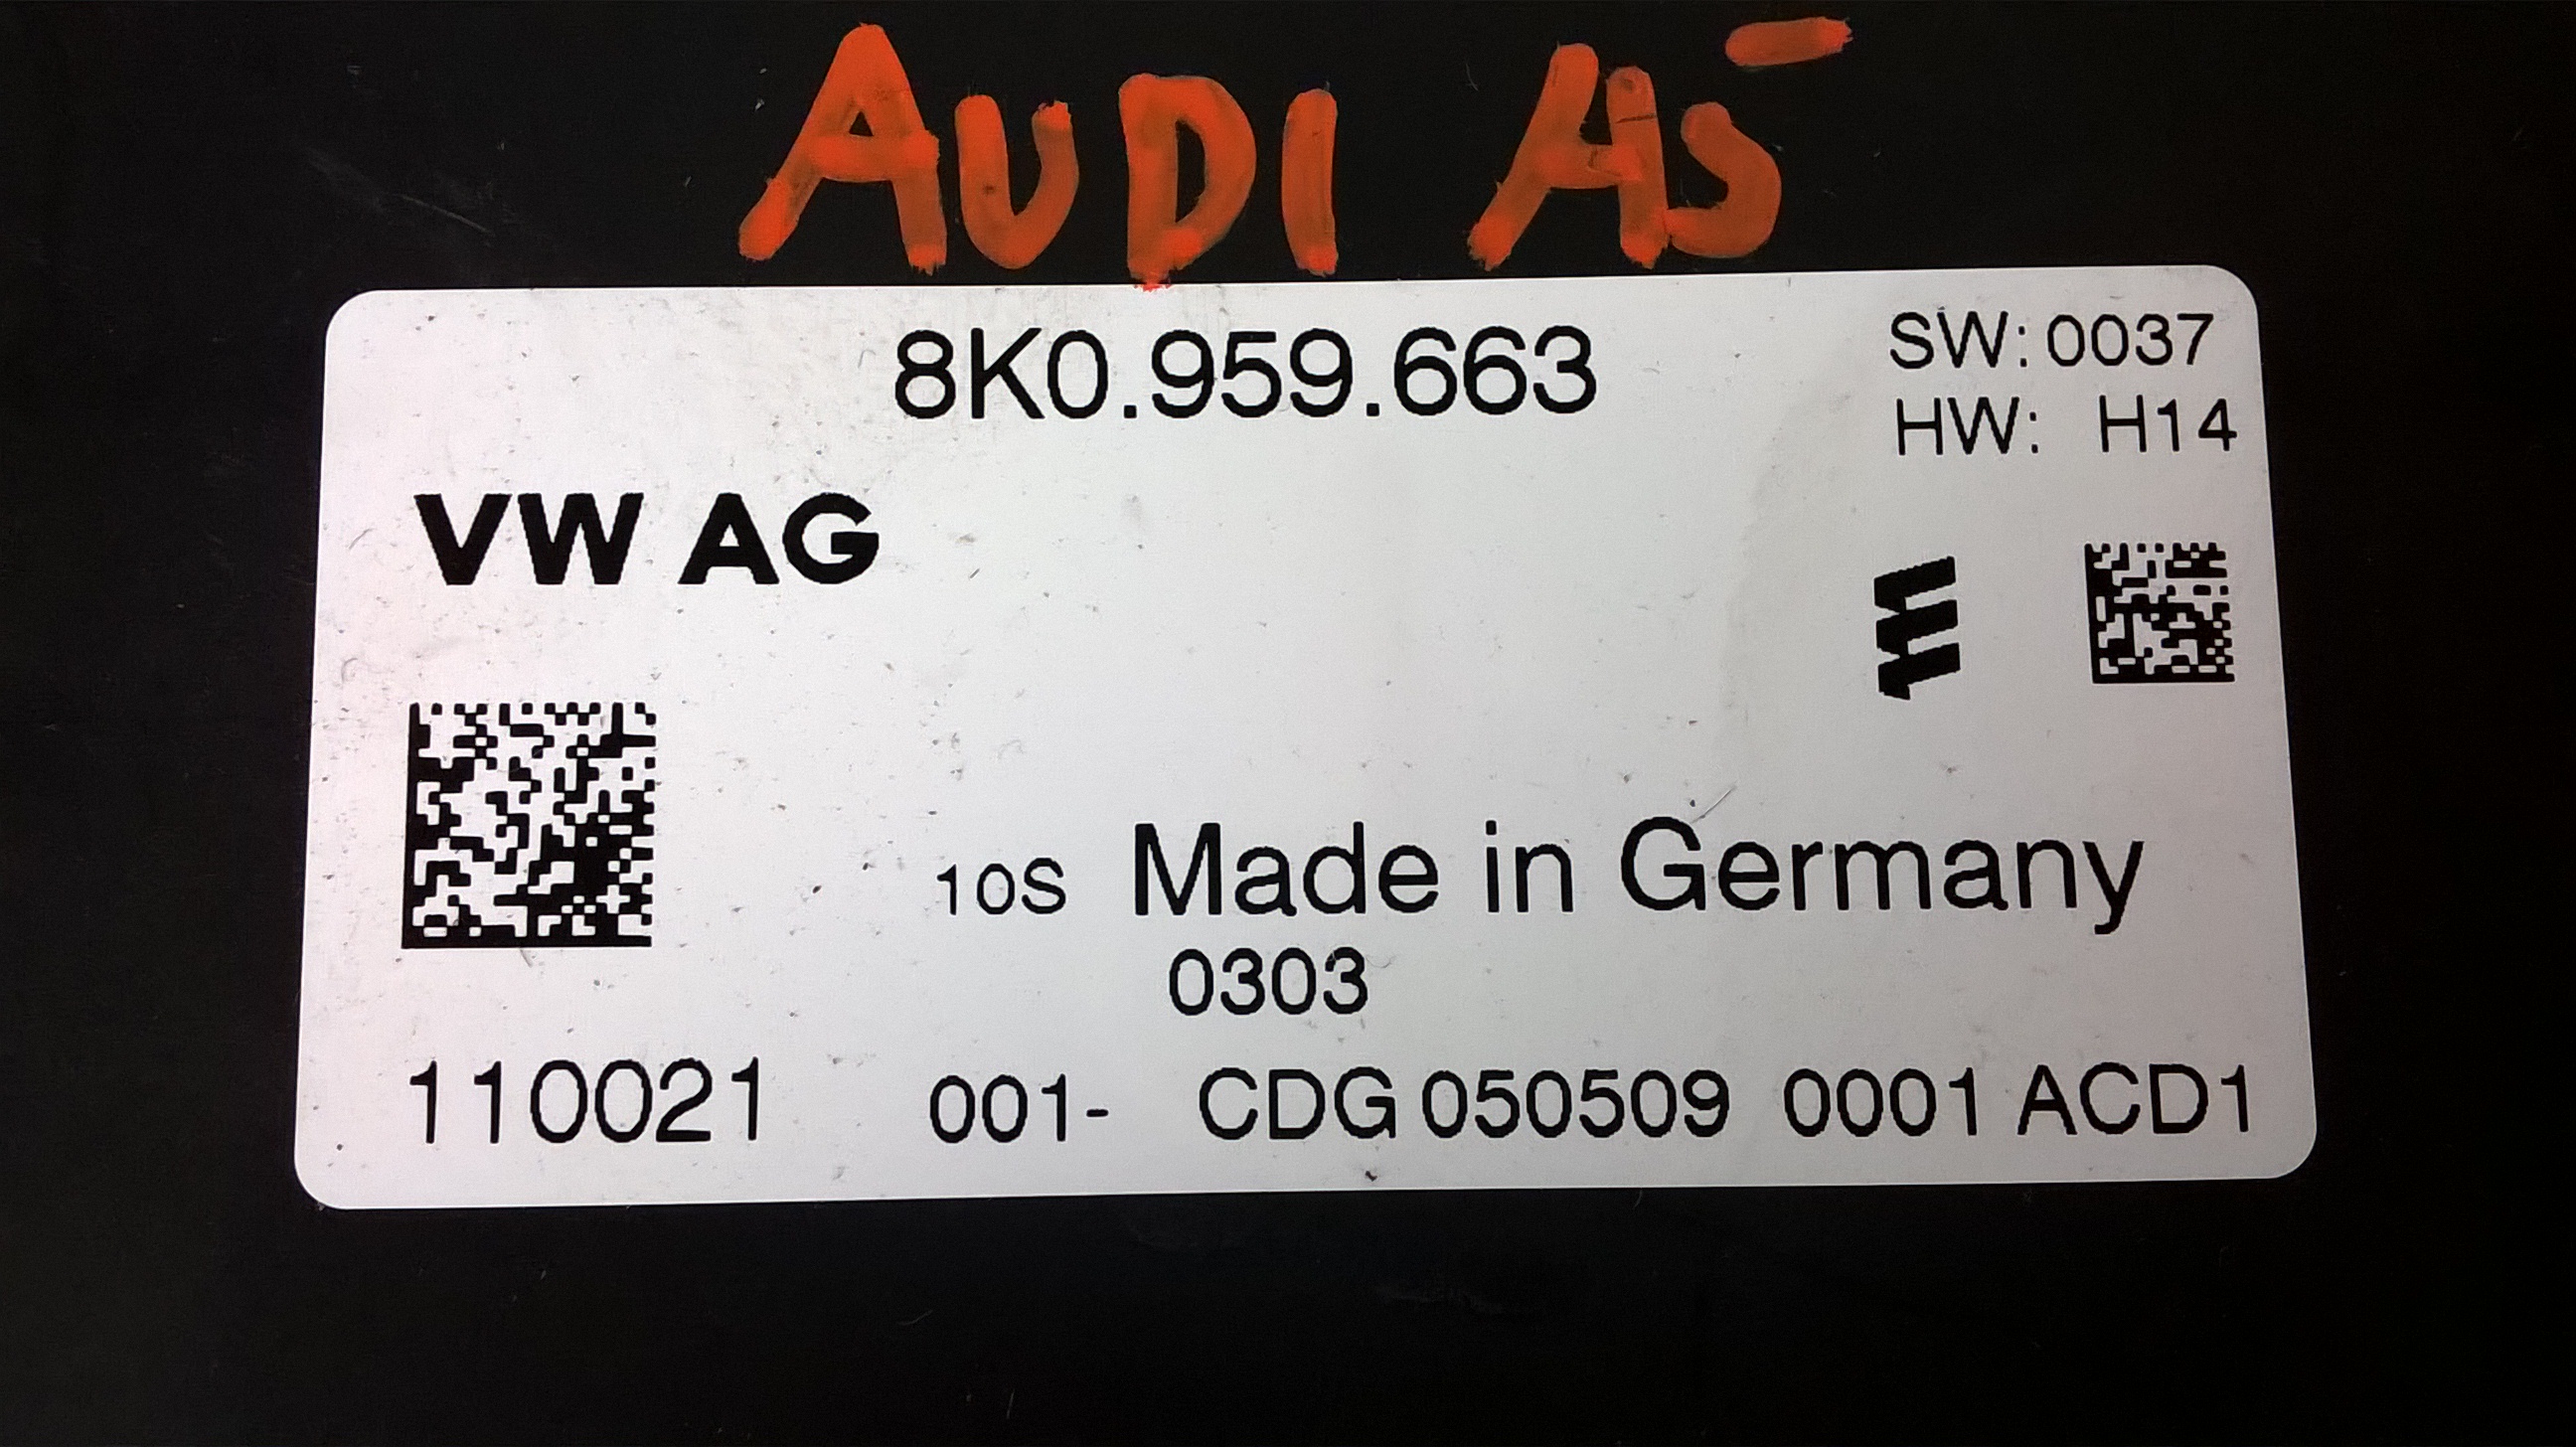 AUDI A5
8K0.959.663
SW: 0037
HW: H14
VW AG
10S Made in Germany
0303
110021 001- CDG 050509 0001 ACD1